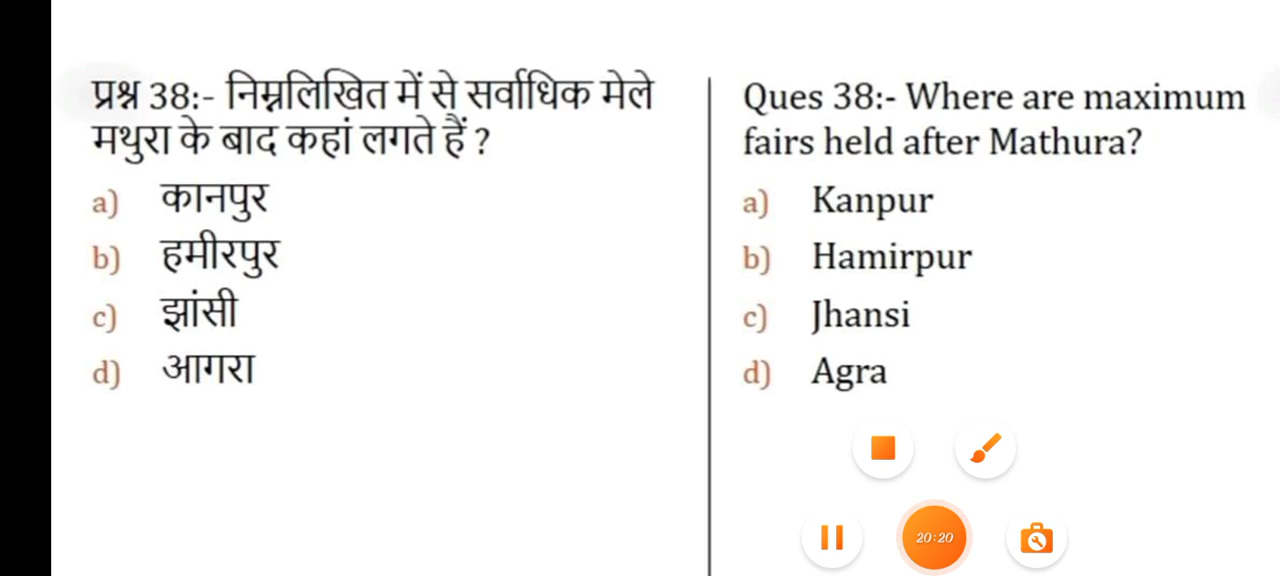 प्रश्न 38:- निम्नलिखित में से सर्वाधिक मेले
मथुरा के बाद कहां लगते हैं ?
a) कानपुर
b) हमीरपुर
c) झांसी
d) आगरा
Ques 38:- Where are maximum
fairs held after Mathura?
a) Kanpur
b) Hamirpur
c) Jhansi
d) Agra
20:20